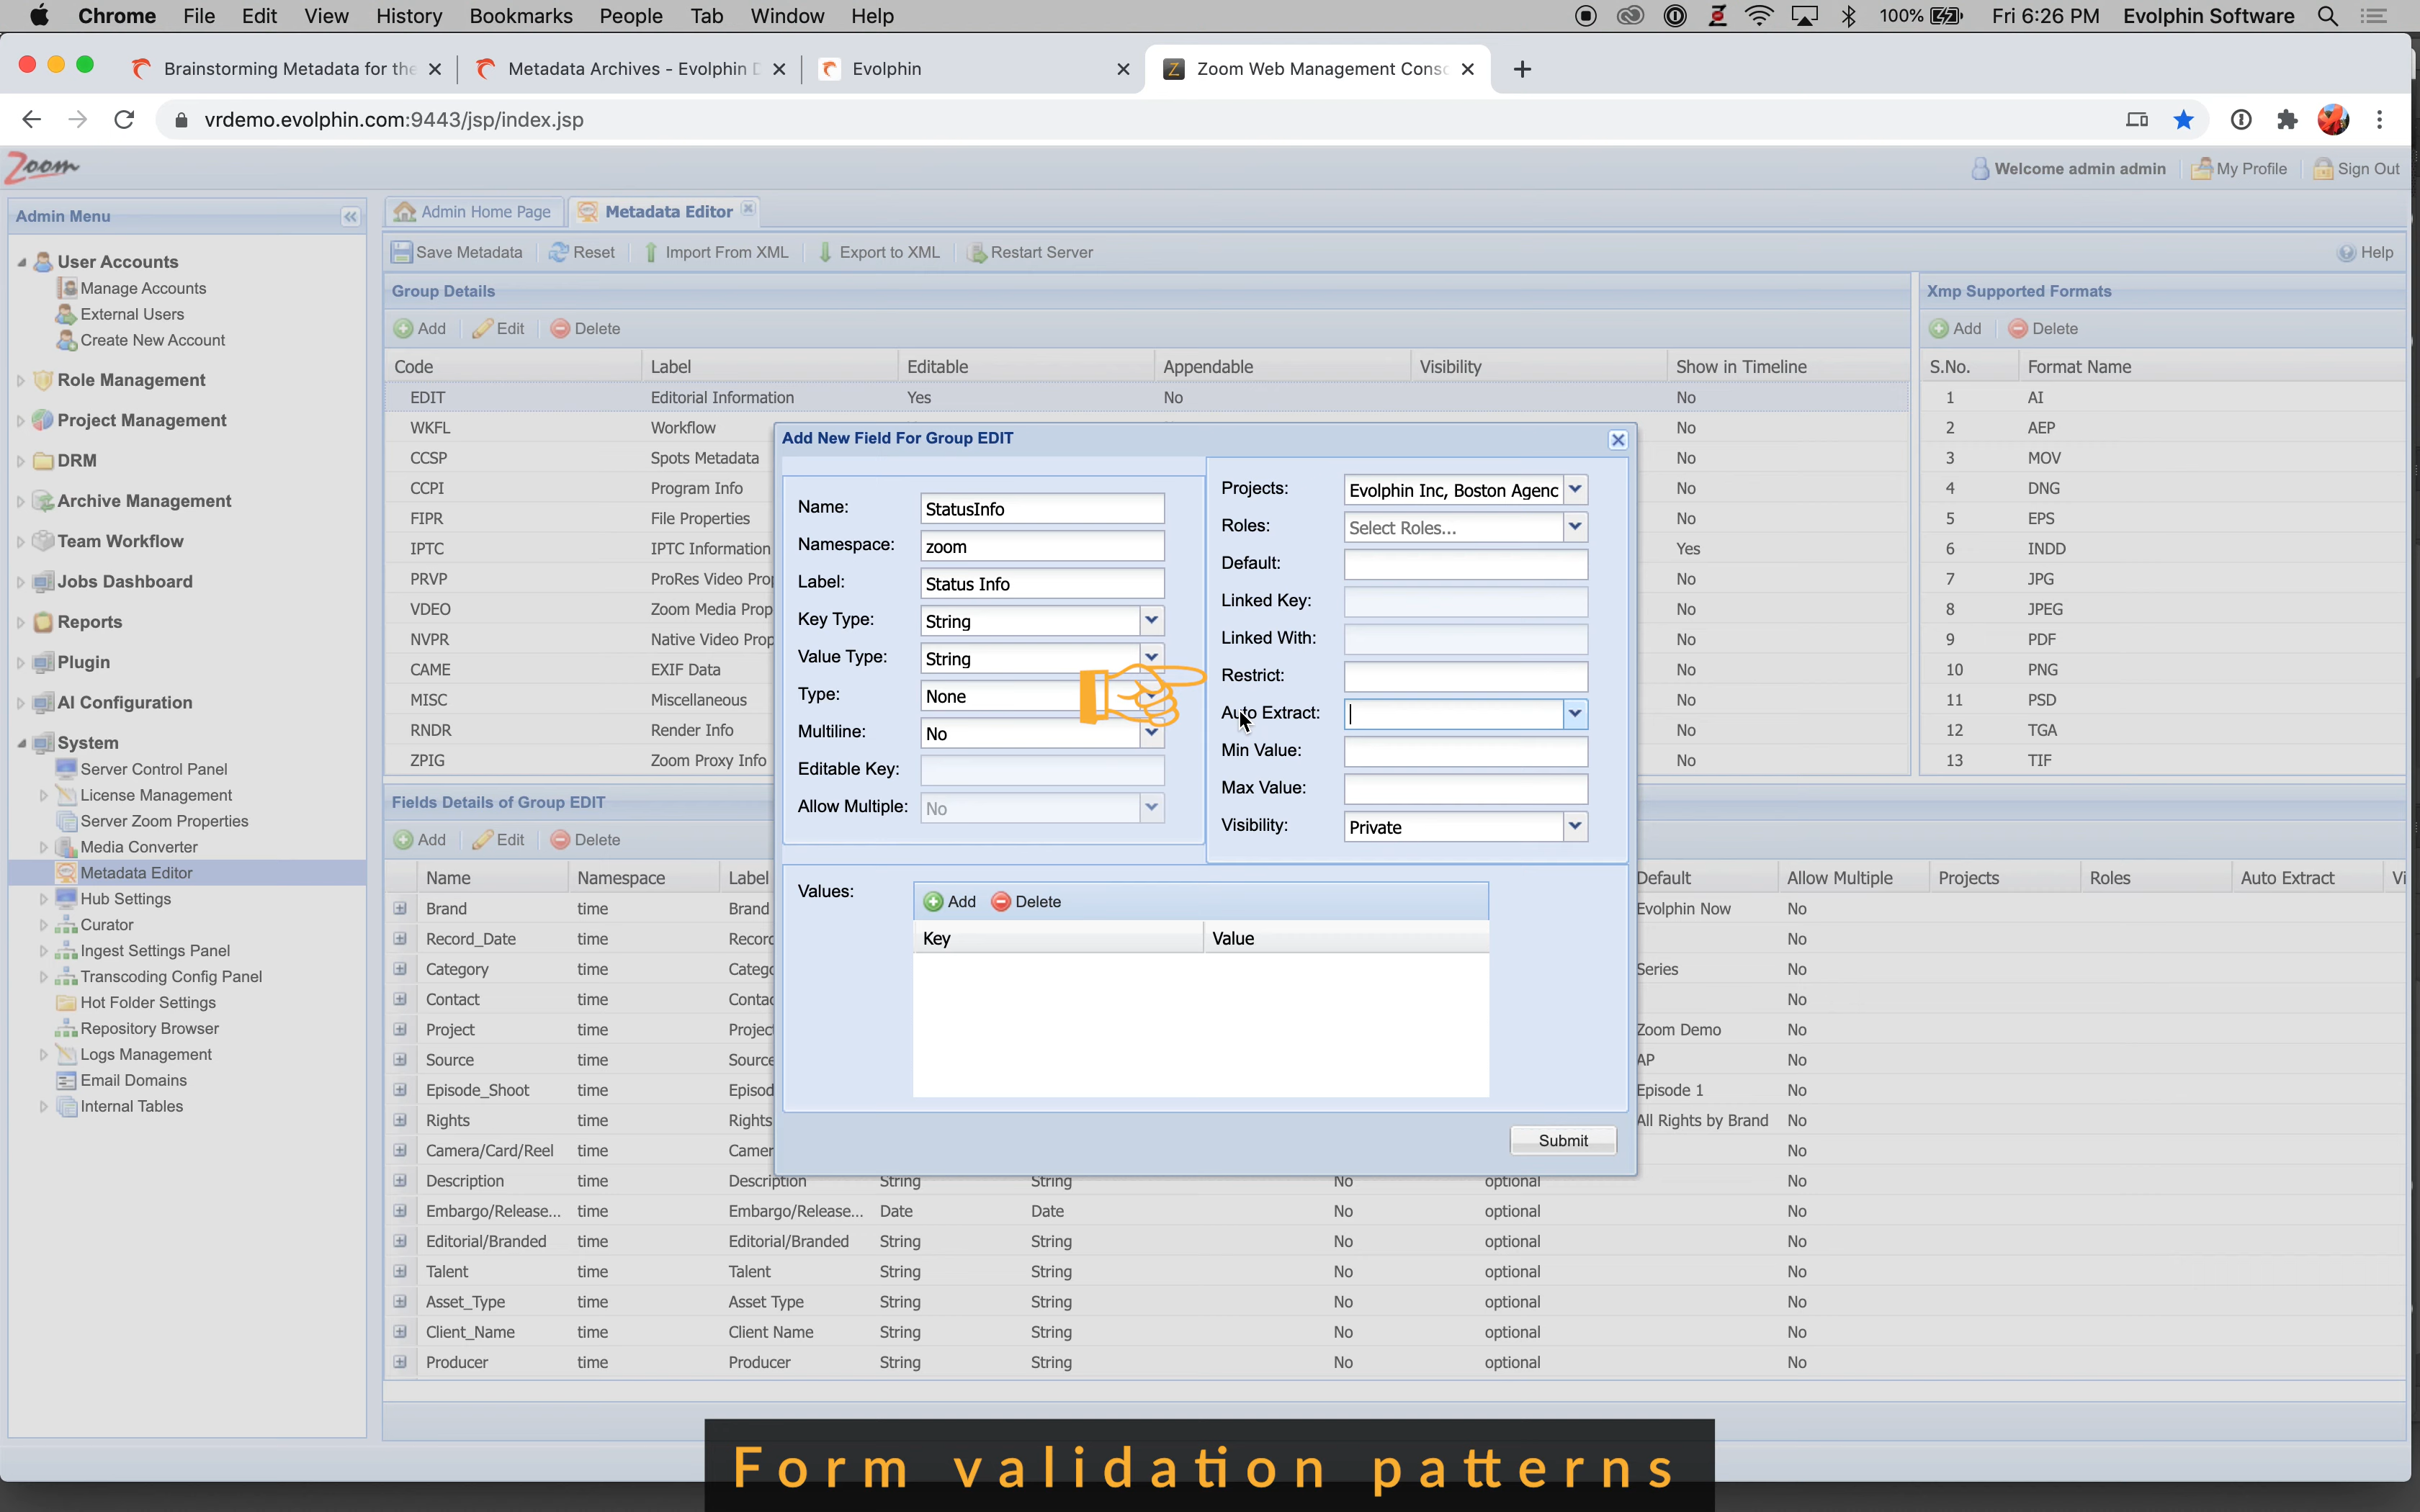 Chrome File Edit View History Bookmarks People Tab Window Help 100% Fri 6:26 PM Evolphin Software
Brainstorming Metadata for the Metadata Archives - Evolphin D Evolphin Zoom Web Management Conso
vrdemo.evolphin.com:9443/jsp/index.jsp
Zoom Welcome admin admin My Profile Sign Out
Admin Menu
User Accounts
Manage Accounts
External Users
Create New Account
Role Management
Project Management
DRM
Archive Management
Team Workflow
Jobs Dashboard
Reports
Plugin
AI Configuration
System
Server Control Panel
License Management
Server Zoom Properties
Media Converter
Metadata Editor
Hub Settings
Curator
Ingest Settings Panel
Transcoding Config Panel
Hot Folder Settings
Repository Browser
Logs Management
Email Domains
Internal Tables
Admin Home Page Metadata Editor
Save Metadata Reset Import From XML Export to XML Restart Server Help
Group Details
Add Edit Delete
Code Label Editable Appendable Visibility Show in Timeline
EDIT Editorial Information Yes No No
WKFL Workflow No
CCSP Spots Metadata No
CCPI Program Info No
FIPR File Properties No
IPTC IPTC Information Yes
PRVP ProRes Video Prop No
VDEO Zoom Media Prop No
NVPR Native Video Prop No
CAME EXIF Data No
MISC Miscellaneous No
RNDR Render Info No
ZPIG Zoom Proxy Info No
Xmp Supported Formats
Add Delete
S.No. Format Name
1 AI
2 AEP
3 MOV
4 DNG
5 EPS
6 INDD
7 JPG
8 JPEG
9 PDF
10 PNG
11 PSD
12 TGA
13 TIF
Add New Field For Group EDIT
Name: StatusInfo
Namespace: zoom
Label: Status Info
Key Type: String
Value Type: String
Type: None
Multiline: No
Editable Key:
Allow Multiple: No
Projects: Evolphin Inc, Boston Agenc
Roles: Select Roles...
Default:
Linked Key:
Linked With:
Restrict:
Auto Extract:
Min Value:
Max Value:
Visibility: Private
Values: Add Delete
Key Value
Submit
Fields Details of Group EDIT
Add Edit Delete
Name Namespace Label Default Allow Multiple Projects Roles Auto Extract Vi
Brand time Brand Evolphin Now No
Record_Date time Record No
Category time Catego Series No
Contact time Contac No
Project time Project Zoom Demo No
Source time Source AP No
Episode_Shoot time Episod Episode 1 No
Rights time Rights All Rights by Brand No
Camera/Card/Reel time Camer No
Description time Description String String No optional No
Embargo/Release... time Embargo/Release... Date Date No optional No
Editorial/Branded time Editorial/Branded String String No optional No
Talent time Talent String String No optional No
Asset_Type time Asset Type String String No optional No
Client_Name time Client Name String String No optional No
Producer time Producer String String No optional No
Form validation patterns